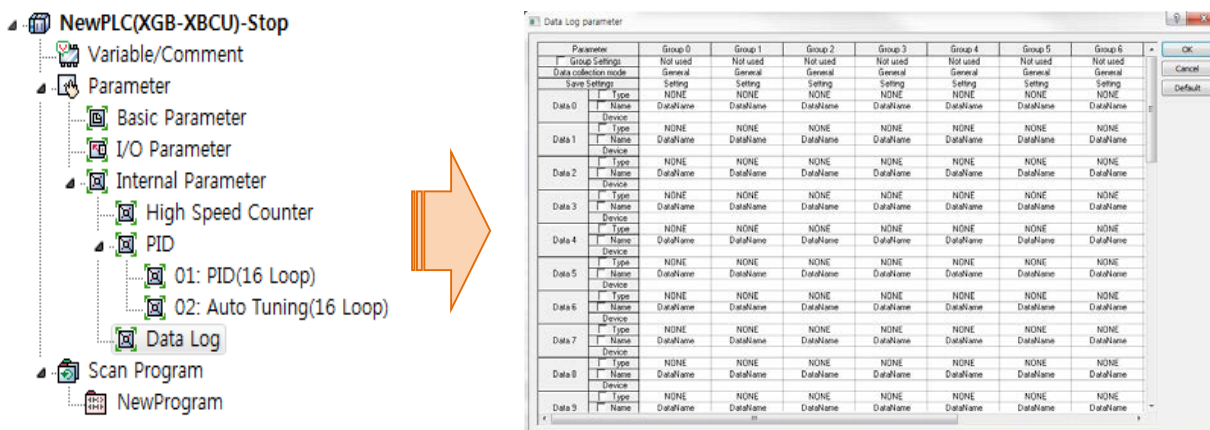 NewPLC(XGB-XBCU)-Stop
Variable/Comment
Parameter
Basic Parameter
I/O Parameter
Internal Parameter
High Speed Counter
PID
01: PID(16 Loop)
02: Auto Tuning(16 Loop)
Data Log
Scan Program
NewProgram
Data Log parameter
Parameter Group 0 Group 1 Group 2 Group 3 Group 4 Group 5 Group 6
Group Settings Not used Not used Not used Not used Not used Not used Not used
Data collection mode General General General General General General General
Save Settings Setting Setting Setting Setting Setting Setting Setting
Data 0 Type NONE NONE NONE NONE NONE NONE NONE
Name DataName DataName DataName DataName DataName DataName DataName
Device
Data 1 Type NONE NONE NONE NONE NONE NONE NONE
Name DataName DataName DataName DataName DataName DataName DataName
Device
Data 2 Type NONE NONE NONE NONE NONE NONE NONE
Name DataName DataName DataName DataName DataName DataName DataName
Device
Data 3 Type NONE NONE NONE NONE NONE NONE NONE
Name DataName DataName DataName DataName DataName DataName DataName
Device
Data 4 Type NONE NONE NONE NONE NONE NONE NONE
Name DataName DataName DataName DataName DataName DataName DataName
Device
Data 5 Type NONE NONE NONE NONE NONE NONE NONE
Name DataName DataName DataName DataName DataName DataName DataName
Device
Data 6 Type NONE NONE NONE NONE NONE NONE NONE
Name DataName DataName DataName DataName DataName DataName DataName
Device
Data 7 Type NONE NONE NONE NONE NONE NONE NONE
Name DataName DataName DataName DataName DataName DataName DataName
Device
Data 8 Type NONE NONE NONE NONE NONE NONE NONE
Name DataName DataName DataName DataName DataName DataName DataName
Device
Data 9 Type NONE NONE NONE NONE NONE NONE NONE
Name DataName DataName DataName DataName DataName DataName DataName
OK
Cancel
Default